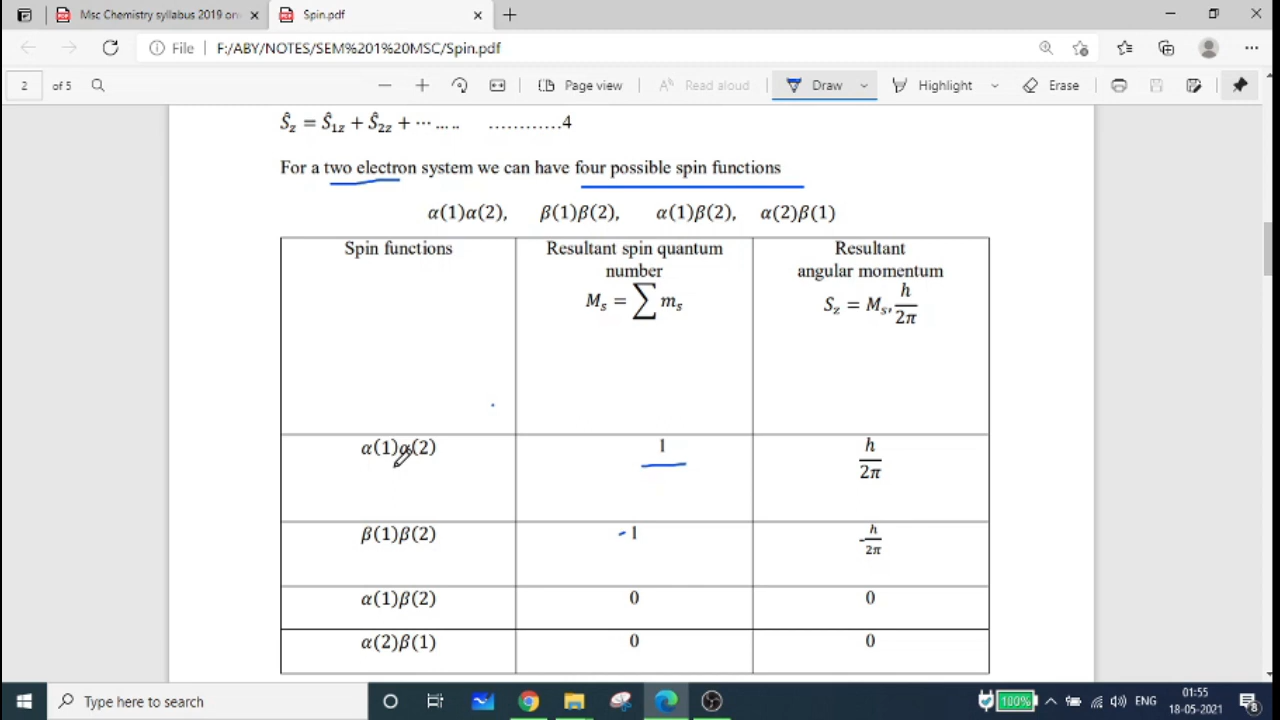 Msc Chemistry syllabus 2019 on
Spin.pdf
File
F:/ABY/NOTES/SEM%201%20MSC/Spin.pdf
2 of 5
Page view
Read aloud
Draw
Highlight
Erase
Ŝz = Ŝ1z + Ŝ2z + ⋯ ... .. ............4
For a two electron system we can have four possible spin functions
α(1)α(2), β(1)β(2), α(1)β(2), α(2)β(1)
Spin functions
Resultant spin quantum
number
Ms = ∑ ms
Resultant
angular momentum
Sz = Ms, h/2π
α(1)α(2) 1 h/2π
β(1)β(2) -1 -h/2π
α(1)β(2) 0 0
α(2)β(1) 0 0
Type here to search
100%
ENG
01:55
18-05-2021
8